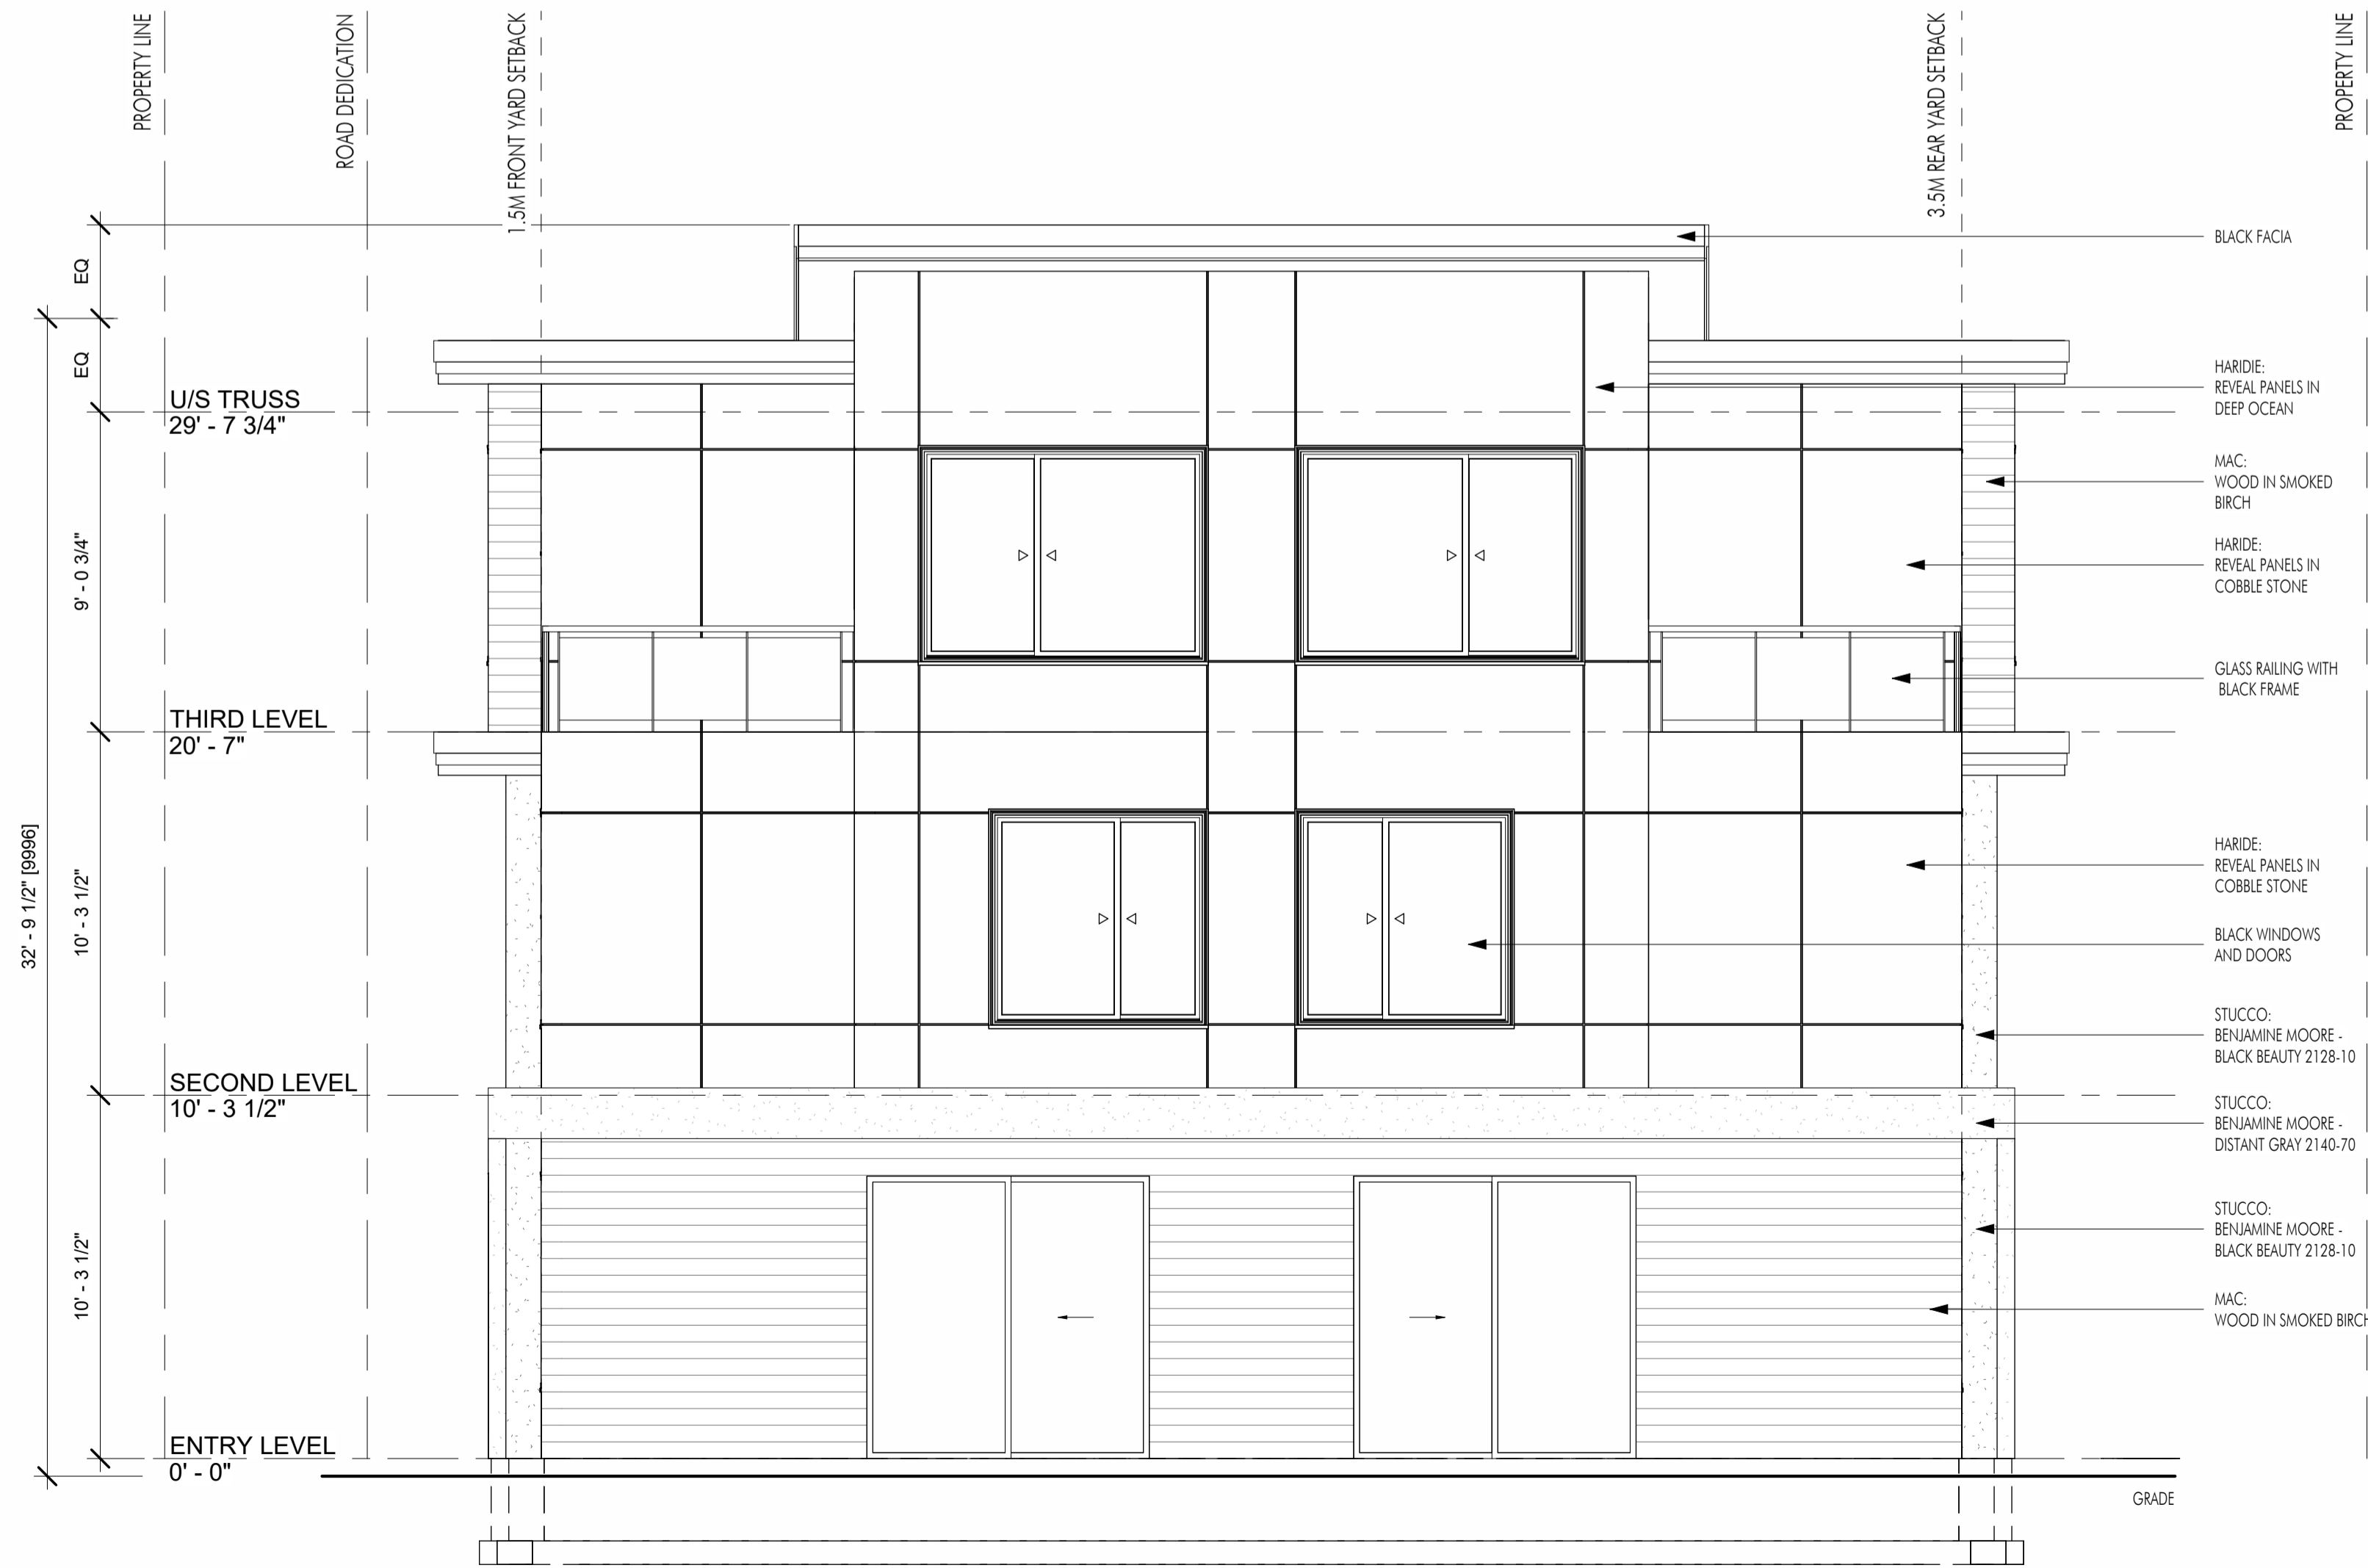 PROPERTY LINE
ROAD DEDICATION
1.5M FRONT YARD SETBACK
3.5M REAR YARD SETBACK
PROPERTY LINE
EQ
EQ
9' - 0 3/4"
10' - 3 1/2"
10' - 3 1/2"
32' - 9 1/2" [9996]
U/S TRUSS
29' - 7 3/4"
THIRD LEVEL
20' - 7"
SECOND LEVEL
10' - 3 1/2"
ENTRY LEVEL
0' - 0"
BLACK FACIA
HARIDIE:
REVEAL PANELS IN
DEEP OCEAN
MAC:
WOOD IN SMOKED
BIRCH
HARIDE:
REVEAL PANELS IN
COBBLE STONE
GLASS RAILING WITH
BLACK FRAME
HARIDE:
REVEAL PANELS IN
COBBLE STONE
BLACK WINDOWS
AND DOORS
STUCCO:
BENJAMINE MOORE -
BLACK BEAUTY 2128-10
STUCCO:
BENJAMINE MOORE -
DISTANT GRAY 2140-70
STUCCO:
BENJAMINE MOORE -
BLACK BEAUTY 2128-10
MAC:
WOOD IN SMOKED BIRCH
GRADE